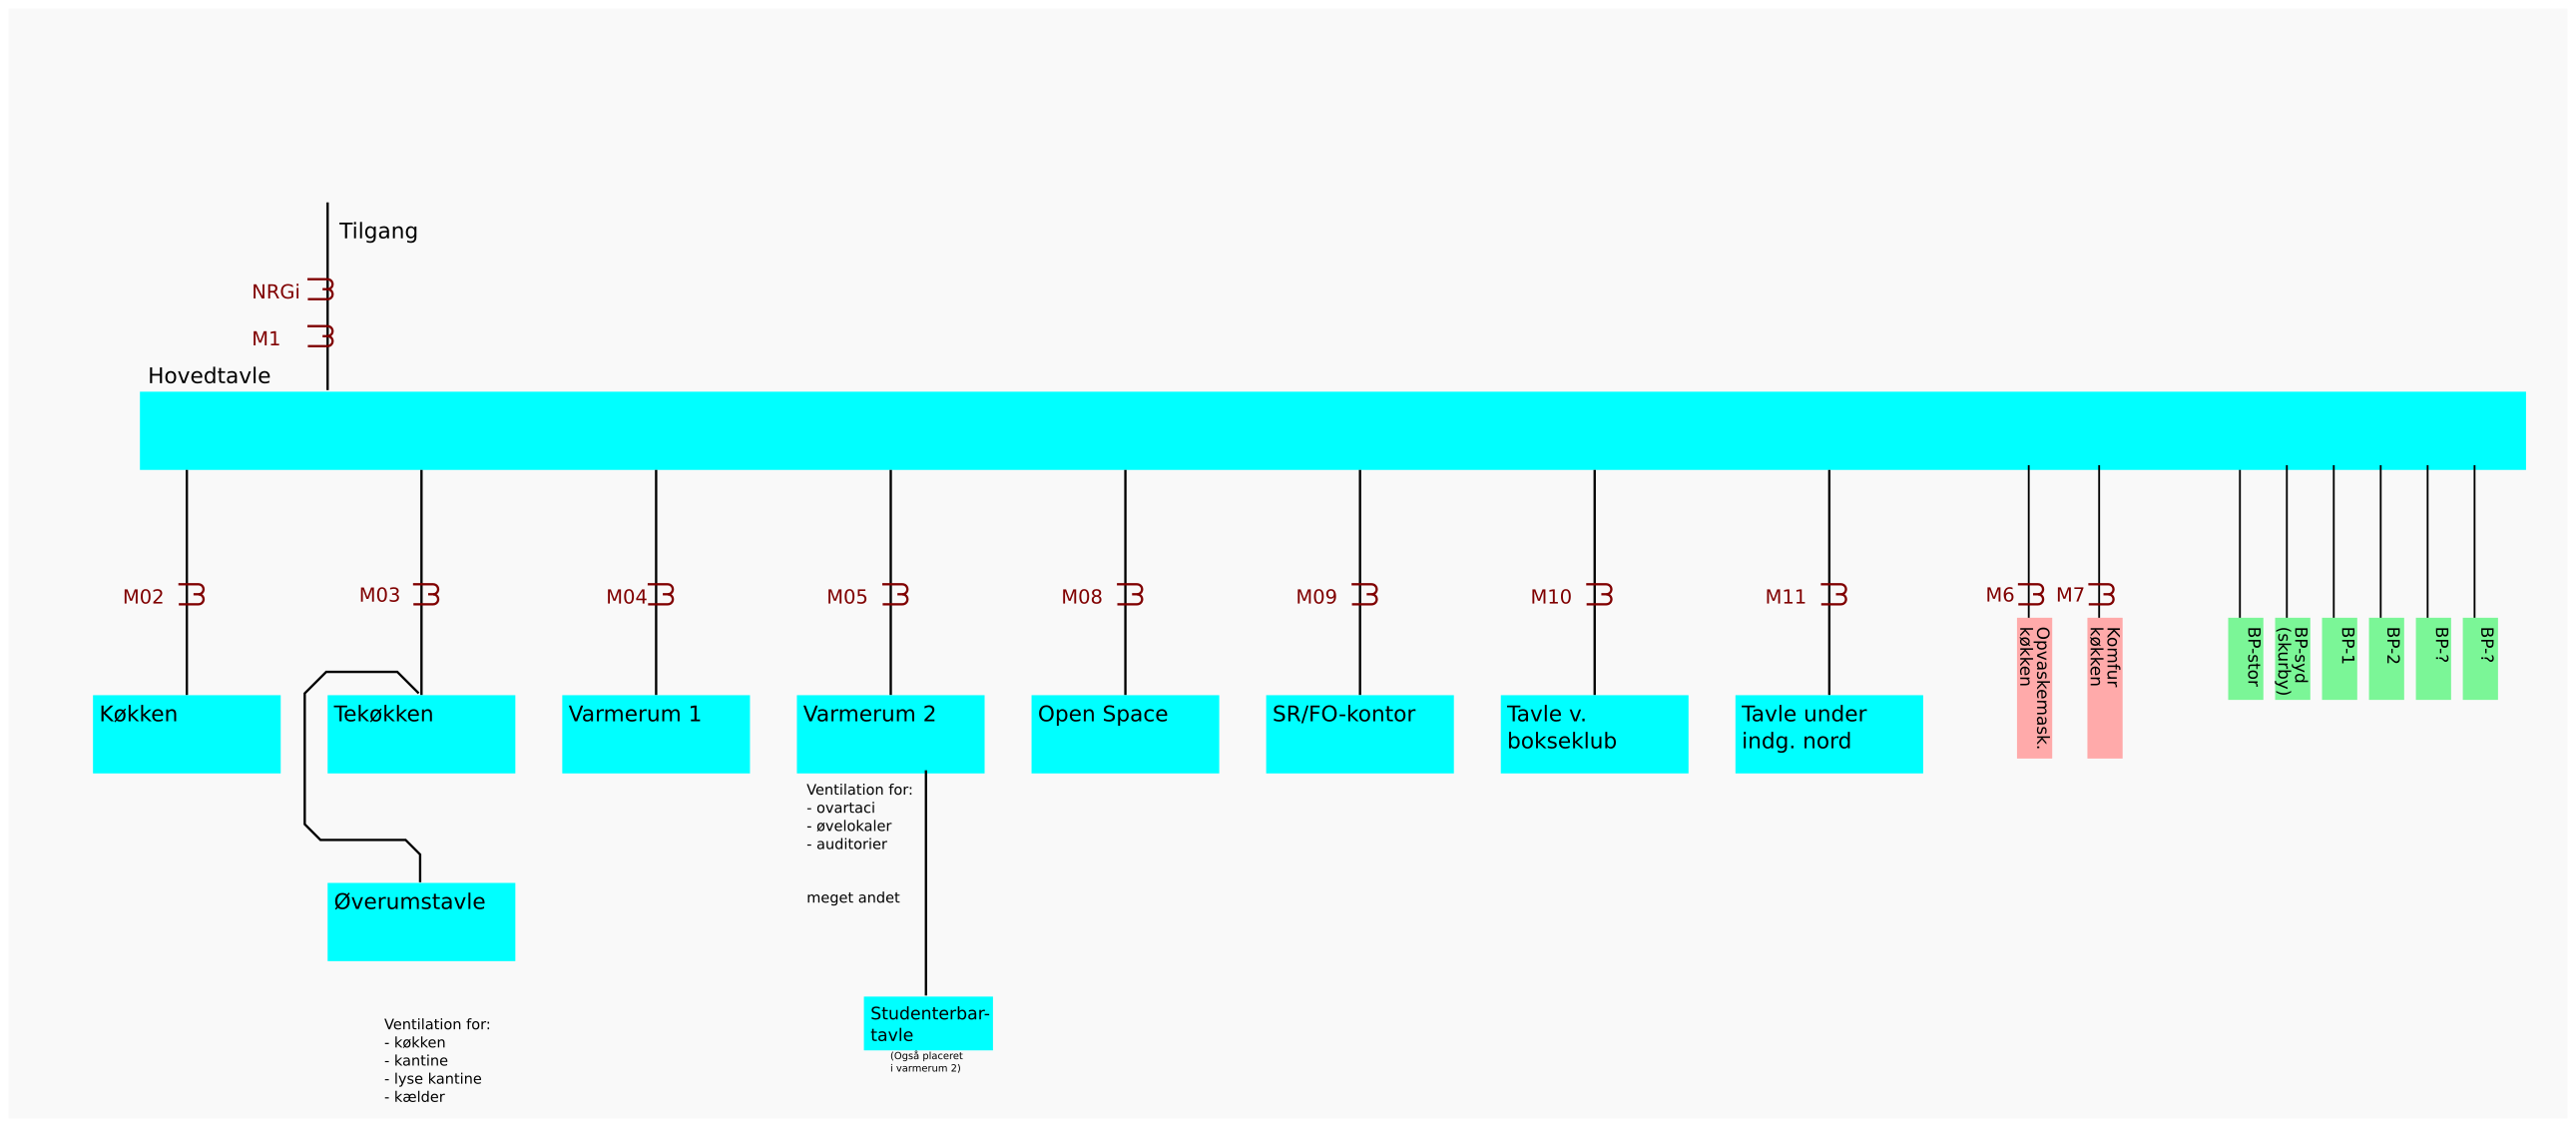 Tilgang
NRGi
M1
Hovedtavle
M02
M03
M04
M05
M08
M09
M10
M11
M6
M7
Køkken
Tekøkken
Varmerum 1
Varmerum 2
Open Space
SR/FO-kontor
Tavle v.
bokseklub
Tavle under
indg. nord
Opvaskemask.
køkken
Komfur
køkken
BP-stor
BP-syd
(skurby)
BP-1
BP-2
BP-?
BP-?
Ventilation for:
- ovartaci
- øvelokaler
- auditorier
meget andet
Øverumstavle
Studenterbar-
tavle
(Også placeret
i varmerum 2)
Ventilation for:
- køkken
- kantine
- lyse kantine
- kælder